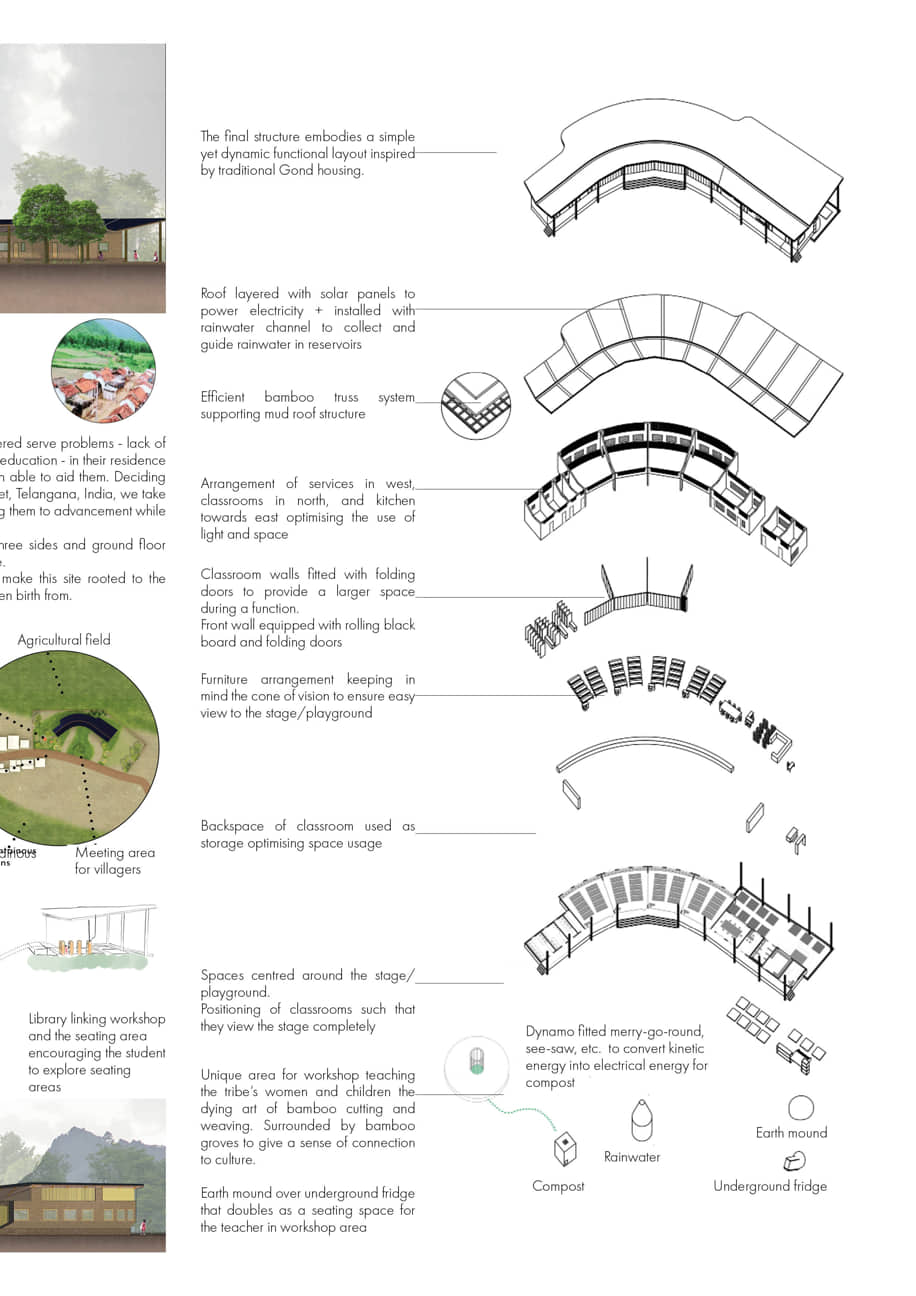 The final structure embodies a simple
yet dynamic functional layout inspired
by traditional Gond housing.
Roof layered with solar panels to
power electricity + installed with
rainwater channel to collect and
guide rainwater in reservoirs
Efficient bamboo truss system
supporting mud roof structure
Arrangement of services in west,
classrooms in north, and kitchen
towards east optimising the use of
light and space
Classroom walls fitted with folding
doors to provide a larger space
during a function.
Front wall equipped with rolling black
board and folding doors
Furniture arrangement keeping in
mind the cone of vision to ensure easy
view to the stage/playground
Backspace of classroom used as
storage optimising space usage
Spaces centred around the stage/
playground.
Positioning of classrooms such that
they view the stage completely
Unique area for workshop teaching
the tribe's women and children the
dying art of bamboo cutting and
weaving. Surrounded by bamboo
groves to give a sense of connection
to culture.
Earth mound over underground fridge
that doubles as a seating space for
the teacher in workshop area
Dynamo fitted merry-go-round,
see-saw, etc. to convert kinetic
energy into electrical energy for
compost
Earth mound
Rainwater
Compost
Underground fridge
ered serve problems - lack of
education - in their residence
n able to aid them. Deciding
et, Telangana, India, we take
g them to advancement while
hree sides and ground floor
e.
make this site rooted to the
en birth from.
Agricultural field
Meeting area
for villagers
Library linking workshop
and the seating area
encouraging the student
to explore seating
areas